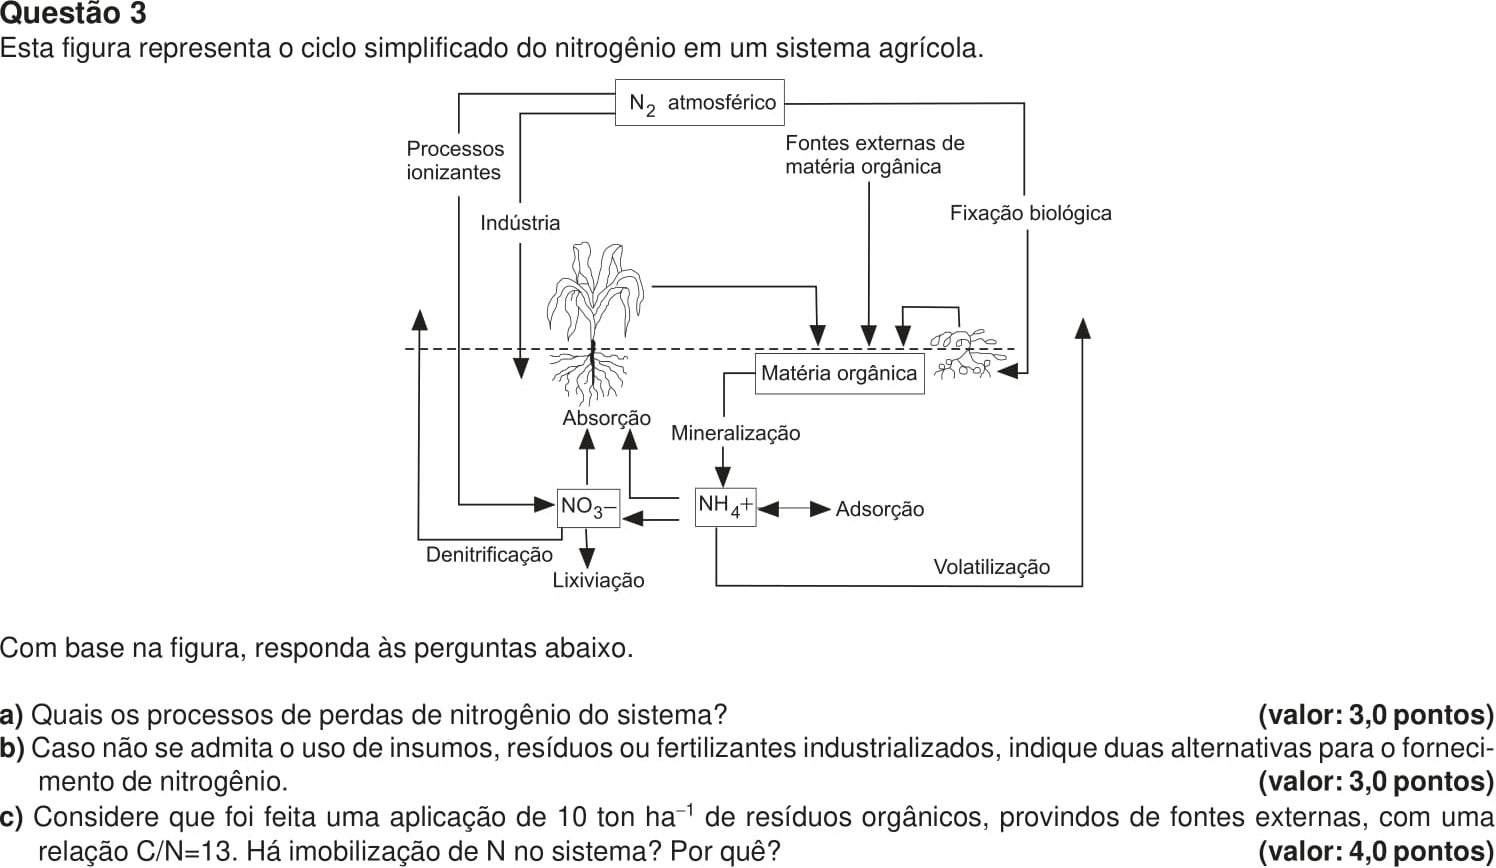 Questão 3
Esta figura representa o ciclo simplificado do nitrogênio em um sistema agrícola.
N2 atmosférico
Processos
ionizantes
Fontes externas de
matéria orgânica
Indústria
Fixação biológica
Matéria orgânica
Absorção
Mineralização
NO3–
NH4+
Adsorção
Denitrificação
Lixiviação
Volatilização
Com base na figura, responda às perguntas abaixo.
a) Quais os processos de perdas de nitrogênio do sistema? (valor: 3,0 pontos)
b) Caso não se admita o uso de insumos, resíduos ou fertilizantes industrializados, indique duas alternativas para o forneci-
mento de nitrogênio. (valor: 3,0 pontos)
c) Considere que foi feita uma aplicação de 10 ton ha–1 de resíduos orgânicos, provindos de fontes externas, com uma
relação C/N=13. Há imobilização de N no sistema? Por quê? (valor: 4,0 pontos)